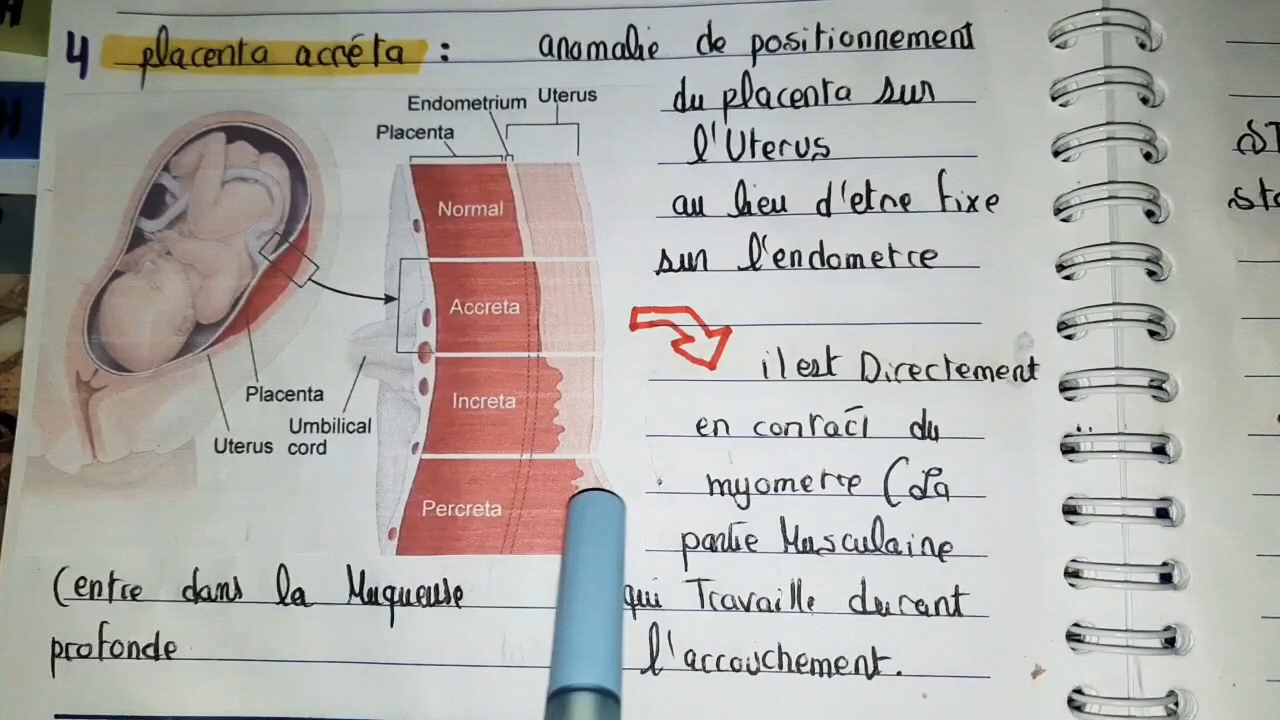 4 placenta accréta : anomalie de positionnement
du placenta sur
l'Uterus
au lieu d'etre fixe
sur l'endometre
il est Directement
en contact du
myometre (La
partie Musculaire
qui Travaille durant
l'accouchement.
(entre dans la Muqueuse
profonde
Endometrium Uterus
Placenta
Normal
Accreta
Increta
Percreta
Placenta
Umbilical
Uterus cord